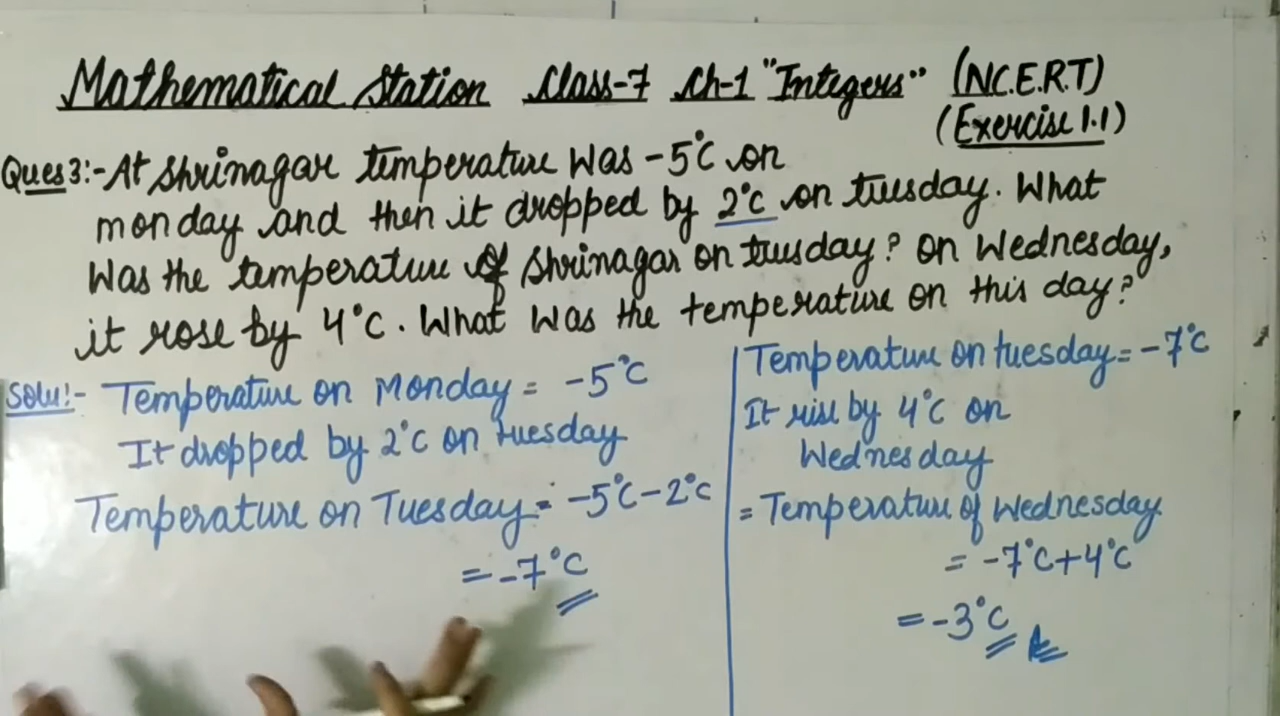 Mathematical Station Class-7 Ch-1 "Integers" (N.C.E.R.T)
(Exercise 1.1)
Ques 3:- At Shrinagar temperature was -5°C on
monday and then it dropped by 2°C on tuesday. What
Was the temperature of Shrinagar on tuesday? On Wednesday,
it rose by 4°C. What was the temperature on this day?
Solu:- Temperature on Monday = -5°C
It dropped by 2°C on tuesday
Temperature on Tuesday = -5°C-2°C
= -7°C
Temperature on tuesday = -7°C
It rise by 4°C on
Wednesday
= Temperature of Wednesday
= -7°C+4°C
= -3°C